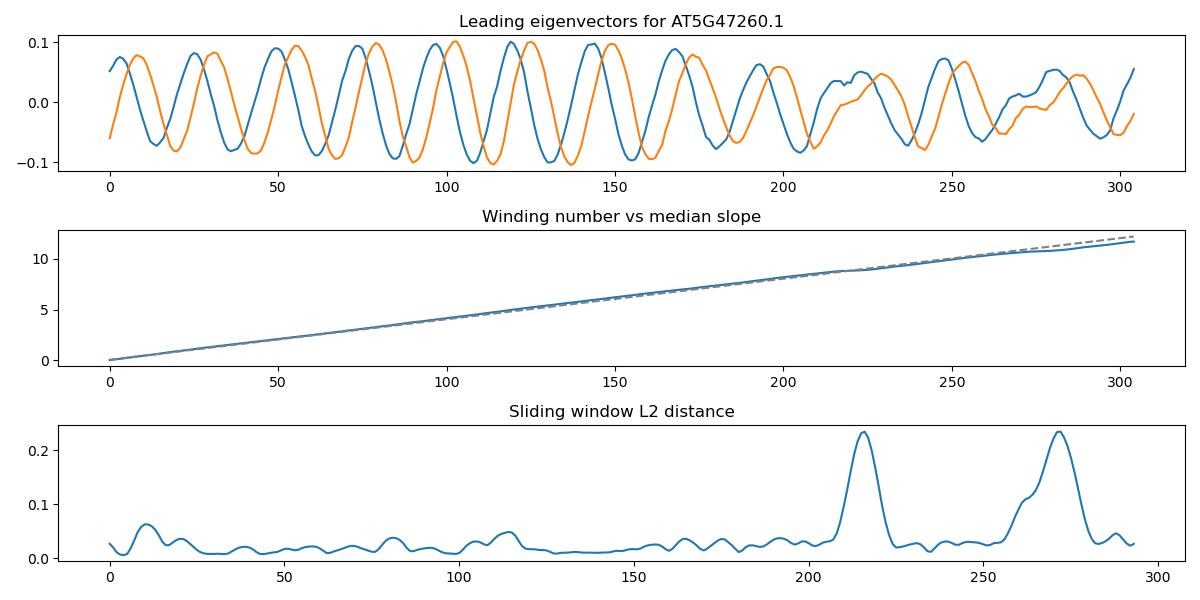 Leading eigenvectors for AT5G47260.1
0.1
0.0
−0.1
0 50 100 150 200 250 300
Winding number vs median slope
10
5
0
0 50 100 150 200 250 300
Sliding window L2 distance
0.2
0.1
0.0
0 50 100 150 200 250 300